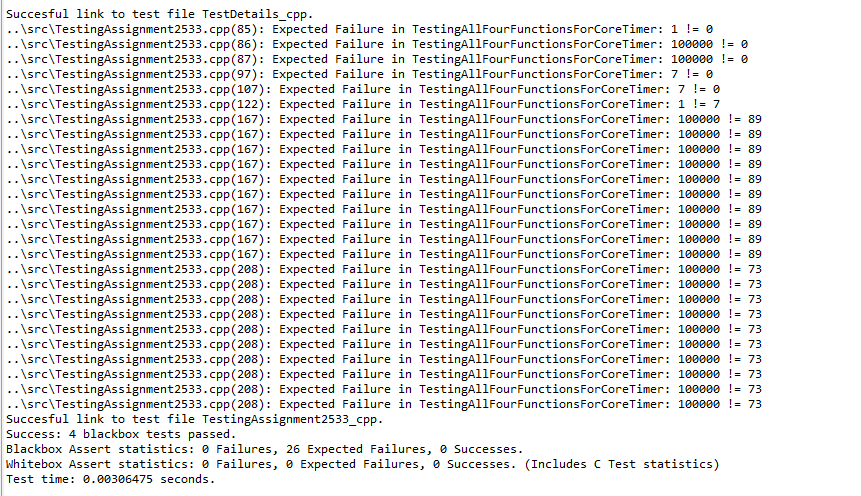 Succesful link to test file TestDetails_cpp.
..\src\TestingAssignment2533.cpp(85): Expected Failure in TestingAllFourFunctionsForCoreTimer: 1 != 0
..\src\TestingAssignment2533.cpp(86): Expected Failure in TestingAllFourFunctionsForCoreTimer: 100000 != 0
..\src\TestingAssignment2533.cpp(87): Expected Failure in TestingAllFourFunctionsForCoreTimer: 100000 != 0
..\src\TestingAssignment2533.cpp(97): Expected Failure in TestingAllFourFunctionsForCoreTimer: 7 != 0
..\src\TestingAssignment2533.cpp(107): Expected Failure in TestingAllFourFunctionsForCoreTimer: 7 != 0
..\src\TestingAssignment2533.cpp(122): Expected Failure in TestingAllFourFunctionsForCoreTimer: 1 != 7
..\src\TestingAssignment2533.cpp(167): Expected Failure in TestingAllFourFunctionsForCoreTimer: 100000 != 89
..\src\TestingAssignment2533.cpp(167): Expected Failure in TestingAllFourFunctionsForCoreTimer: 100000 != 89
..\src\TestingAssignment2533.cpp(167): Expected Failure in TestingAllFourFunctionsForCoreTimer: 100000 != 89
..\src\TestingAssignment2533.cpp(167): Expected Failure in TestingAllFourFunctionsForCoreTimer: 100000 != 89
..\src\TestingAssignment2533.cpp(167): Expected Failure in TestingAllFourFunctionsForCoreTimer: 100000 != 89
..\src\TestingAssignment2533.cpp(167): Expected Failure in TestingAllFourFunctionsForCoreTimer: 100000 != 89
..\src\TestingAssignment2533.cpp(167): Expected Failure in TestingAllFourFunctionsForCoreTimer: 100000 != 89
..\src\TestingAssignment2533.cpp(167): Expected Failure in TestingAllFourFunctionsForCoreTimer: 100000 != 89
..\src\TestingAssignment2533.cpp(167): Expected Failure in TestingAllFourFunctionsForCoreTimer: 100000 != 89
..\src\TestingAssignment2533.cpp(167): Expected Failure in TestingAllFourFunctionsForCoreTimer: 100000 != 89
..\src\TestingAssignment2533.cpp(208): Expected Failure in TestingAllFourFunctionsForCoreTimer: 100000 != 73
..\src\TestingAssignment2533.cpp(208): Expected Failure in TestingAllFourFunctionsForCoreTimer: 100000 != 73
..\src\TestingAssignment2533.cpp(208): Expected Failure in TestingAllFourFunctionsForCoreTimer: 100000 != 73
..\src\TestingAssignment2533.cpp(208): Expected Failure in TestingAllFourFunctionsForCoreTimer: 100000 != 73
..\src\TestingAssignment2533.cpp(208): Expected Failure in TestingAllFourFunctionsForCoreTimer: 100000 != 73
..\src\TestingAssignment2533.cpp(208): Expected Failure in TestingAllFourFunctionsForCoreTimer: 100000 != 73
..\src\TestingAssignment2533.cpp(208): Expected Failure in TestingAllFourFunctionsForCoreTimer: 100000 != 73
..\src\TestingAssignment2533.cpp(208): Expected Failure in TestingAllFourFunctionsForCoreTimer: 100000 != 73
..\src\TestingAssignment2533.cpp(208): Expected Failure in TestingAllFourFunctionsForCoreTimer: 100000 != 73
..\src\TestingAssignment2533.cpp(208): Expected Failure in TestingAllFourFunctionsForCoreTimer: 100000 != 73
Succesful link to test file TestingAssignment2533_cpp.
Success: 4 blackbox tests passed.
Blackbox Assert statistics: 0 Failures, 26 Expected Failures, 0 Successes.
Whitebox Assert statistics: 0 Failures, 0 Expected Failures, 0 Successes. (Includes C Test statistics)
Test time: 0.00306475 seconds.